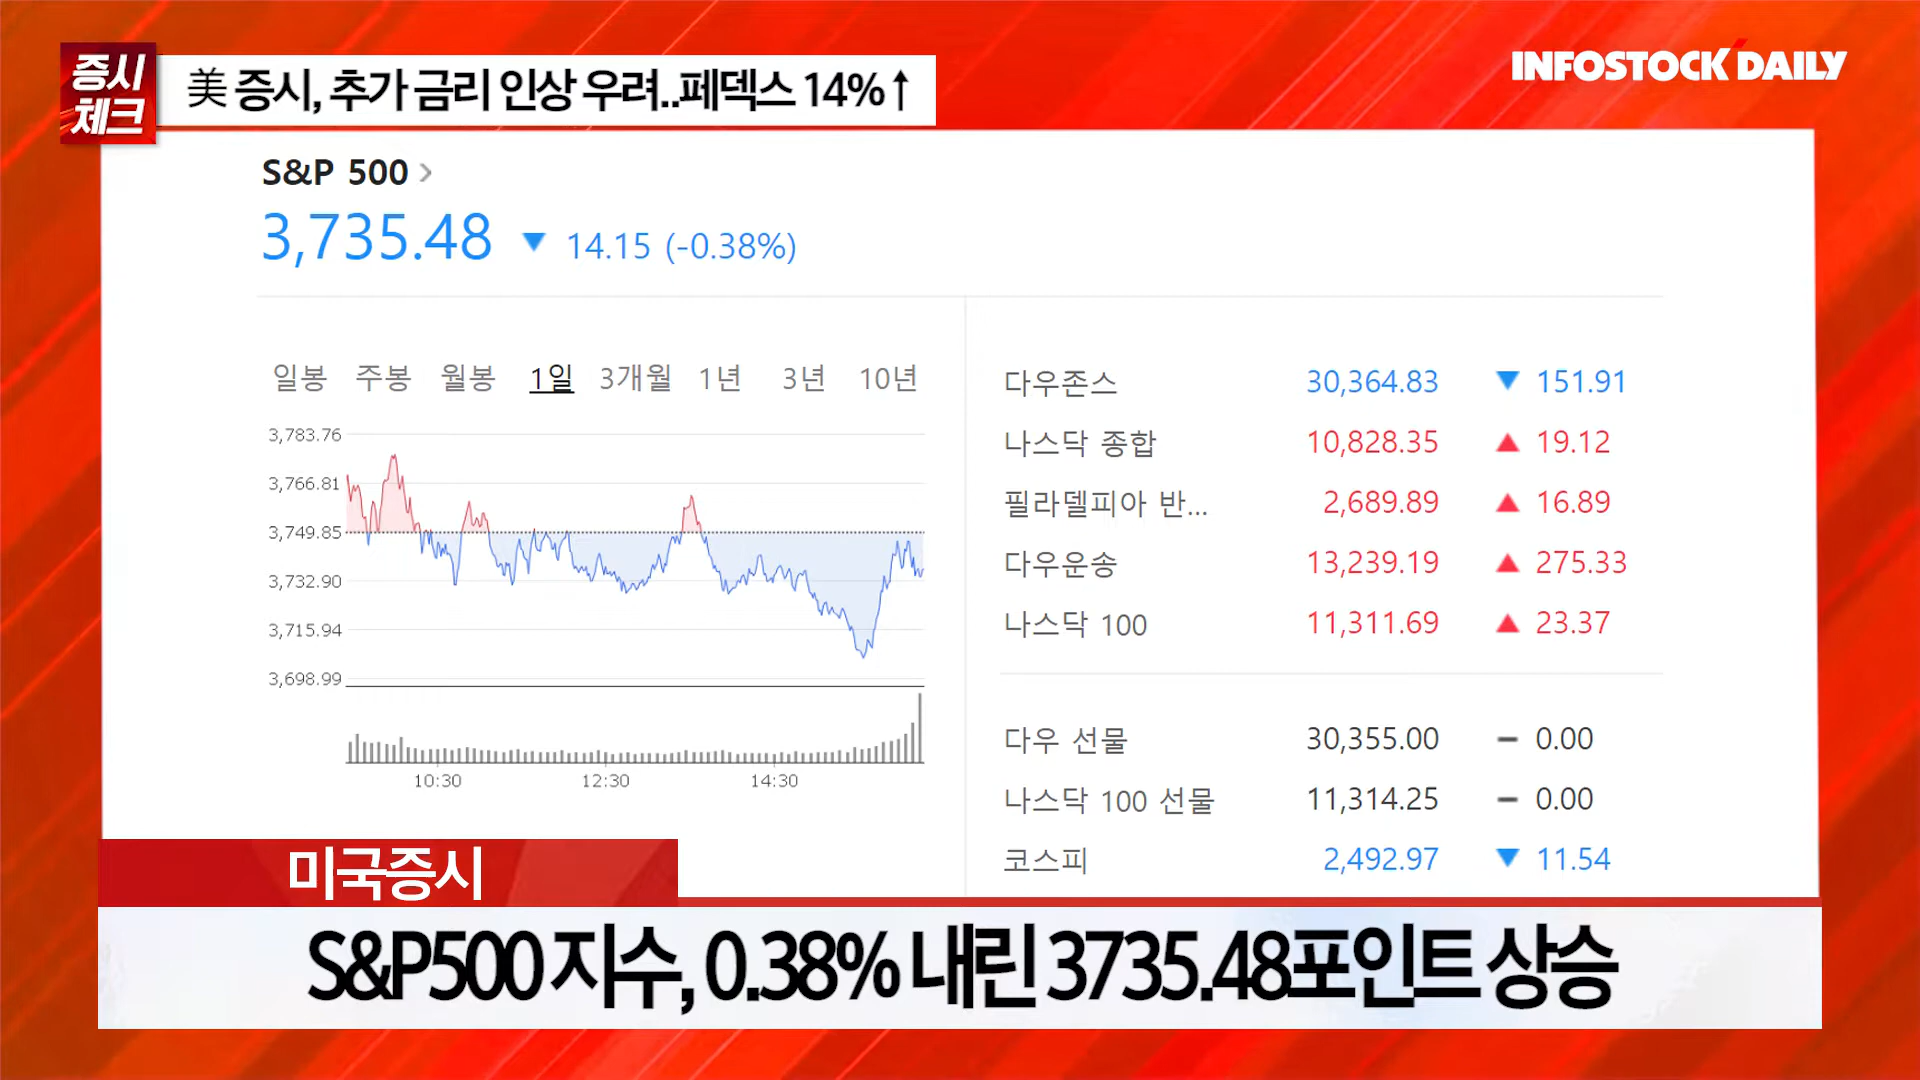 증시
체크
美 증시, 추가 금리 인상 우려..페덱스 14%↑
INFOSTOCK DAILY
S&P 500 >
3,735.48 ▼ 14.15 (-0.38%)
일봉 주봉 월봉 1일 3개월 1년 3년 10년
3,783.76
3,766.81
3,749.85
3,732.90
3,715.94
3,698.99
10:30 12:30 14:30
다우존스 30,364.83 ▼ 151.91
나스닥 종합 10,828.35 ▲ 19.12
필라델피아 반... 2,689.89 ▲ 16.89
다우운송 13,239.19 ▲ 275.33
나스닥 100 11,311.69 ▲ 23.37
다우 선물 30,355.00 - 0.00
나스닥 100 선물 11,314.25 - 0.00
코스피 2,492.97 ▼ 11.54
미국증시
S&P500 지수, 0.38% 내린 3735.48포인트 상승